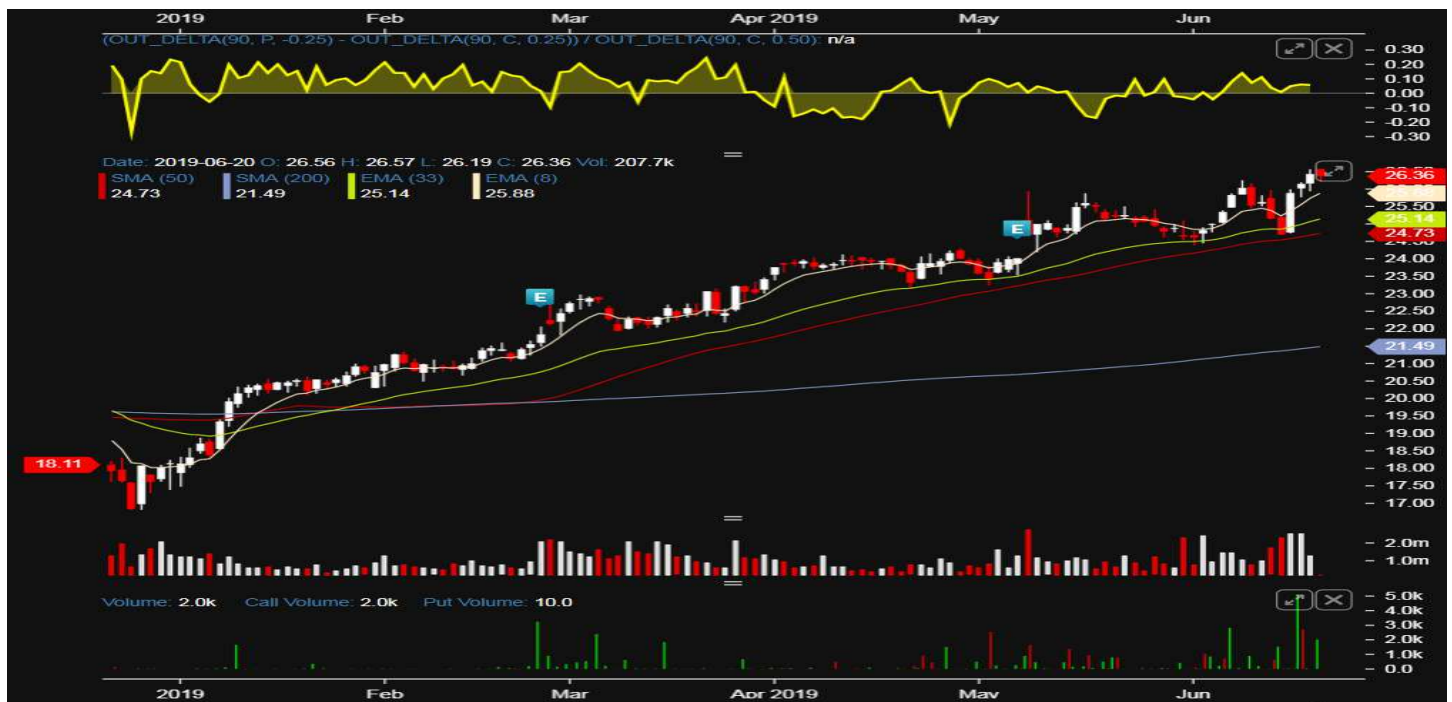 2019 Feb Mar Apr 2019 May Jun
(OUT_DELTA(90, P, -0.25) - OUT_DELTA(90, C, 0.25)) / OUT_DELTA(90, C, 0.50): n/a
0.30
0.20
0.10
0.00
-0.10
-0.20
-0.30
Date: 2019-06-20 O: 26.56 H: 26.57 L: 26.19 C: 26.36 Vol: 207.7k
SMA (50) SMA (200) EMA (33) EMA (8)
24.73 21.49 25.14 25.88
26.36
25.50
25.14
24.73
24.00
23.50
E
23.00
E
22.50
22.00
21.49
21.00
20.50
20.00
19.50
19.00
18.50
18.11
18.00
17.50
17.00
2.0m
1.0m
Volume: 2.0k Call Volume: 2.0k Put Volume: 10.0
5.0k
4.0k
3.0k
2.0k
1.0k
0.0
2019 Feb Mar Apr 2019 May Jun